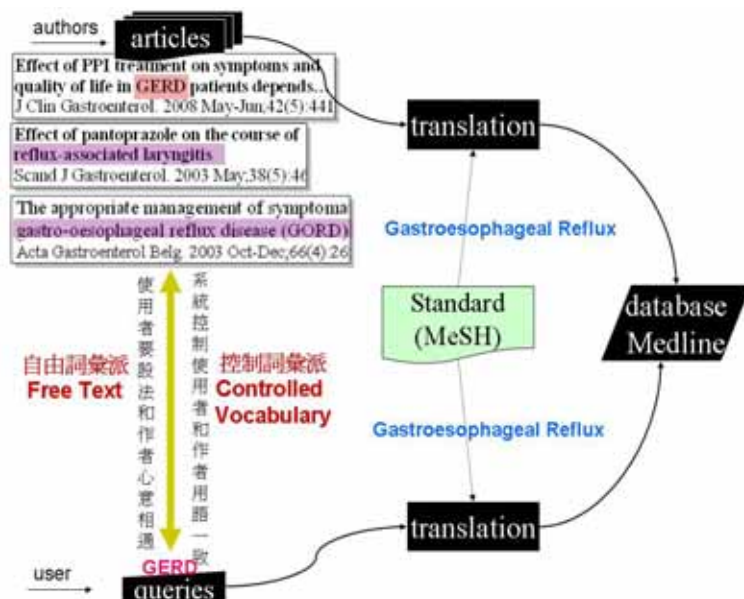 authors
articles
Effect of PPI treatment on symptoms and
quality of life in GERD patients depends...
J Clin Gastroenterol. 2008 May-Jun;42(5):441
Effect of pantoprazole on the course of
reflux-associated laryngitis
Scand J Gastroenterol. 2003 May;38(5):46
The appropriate management of symptoma
gastro-oesophageal reflux disease (GORD)
Acta Gastroenterol Belg. 2003 Oct-Dec;66(4):26
translation
Gastroesophageal Reflux
Standard
(MeSH)
database
Medline
自由詞彙派
Free Text
使用者要設法和作者心意相通
系統控制使用者和作者用語一致
控制詞彙派
Controlled
Vocabulary
Gastroesophageal Reflux
translation
GERD
user
queries